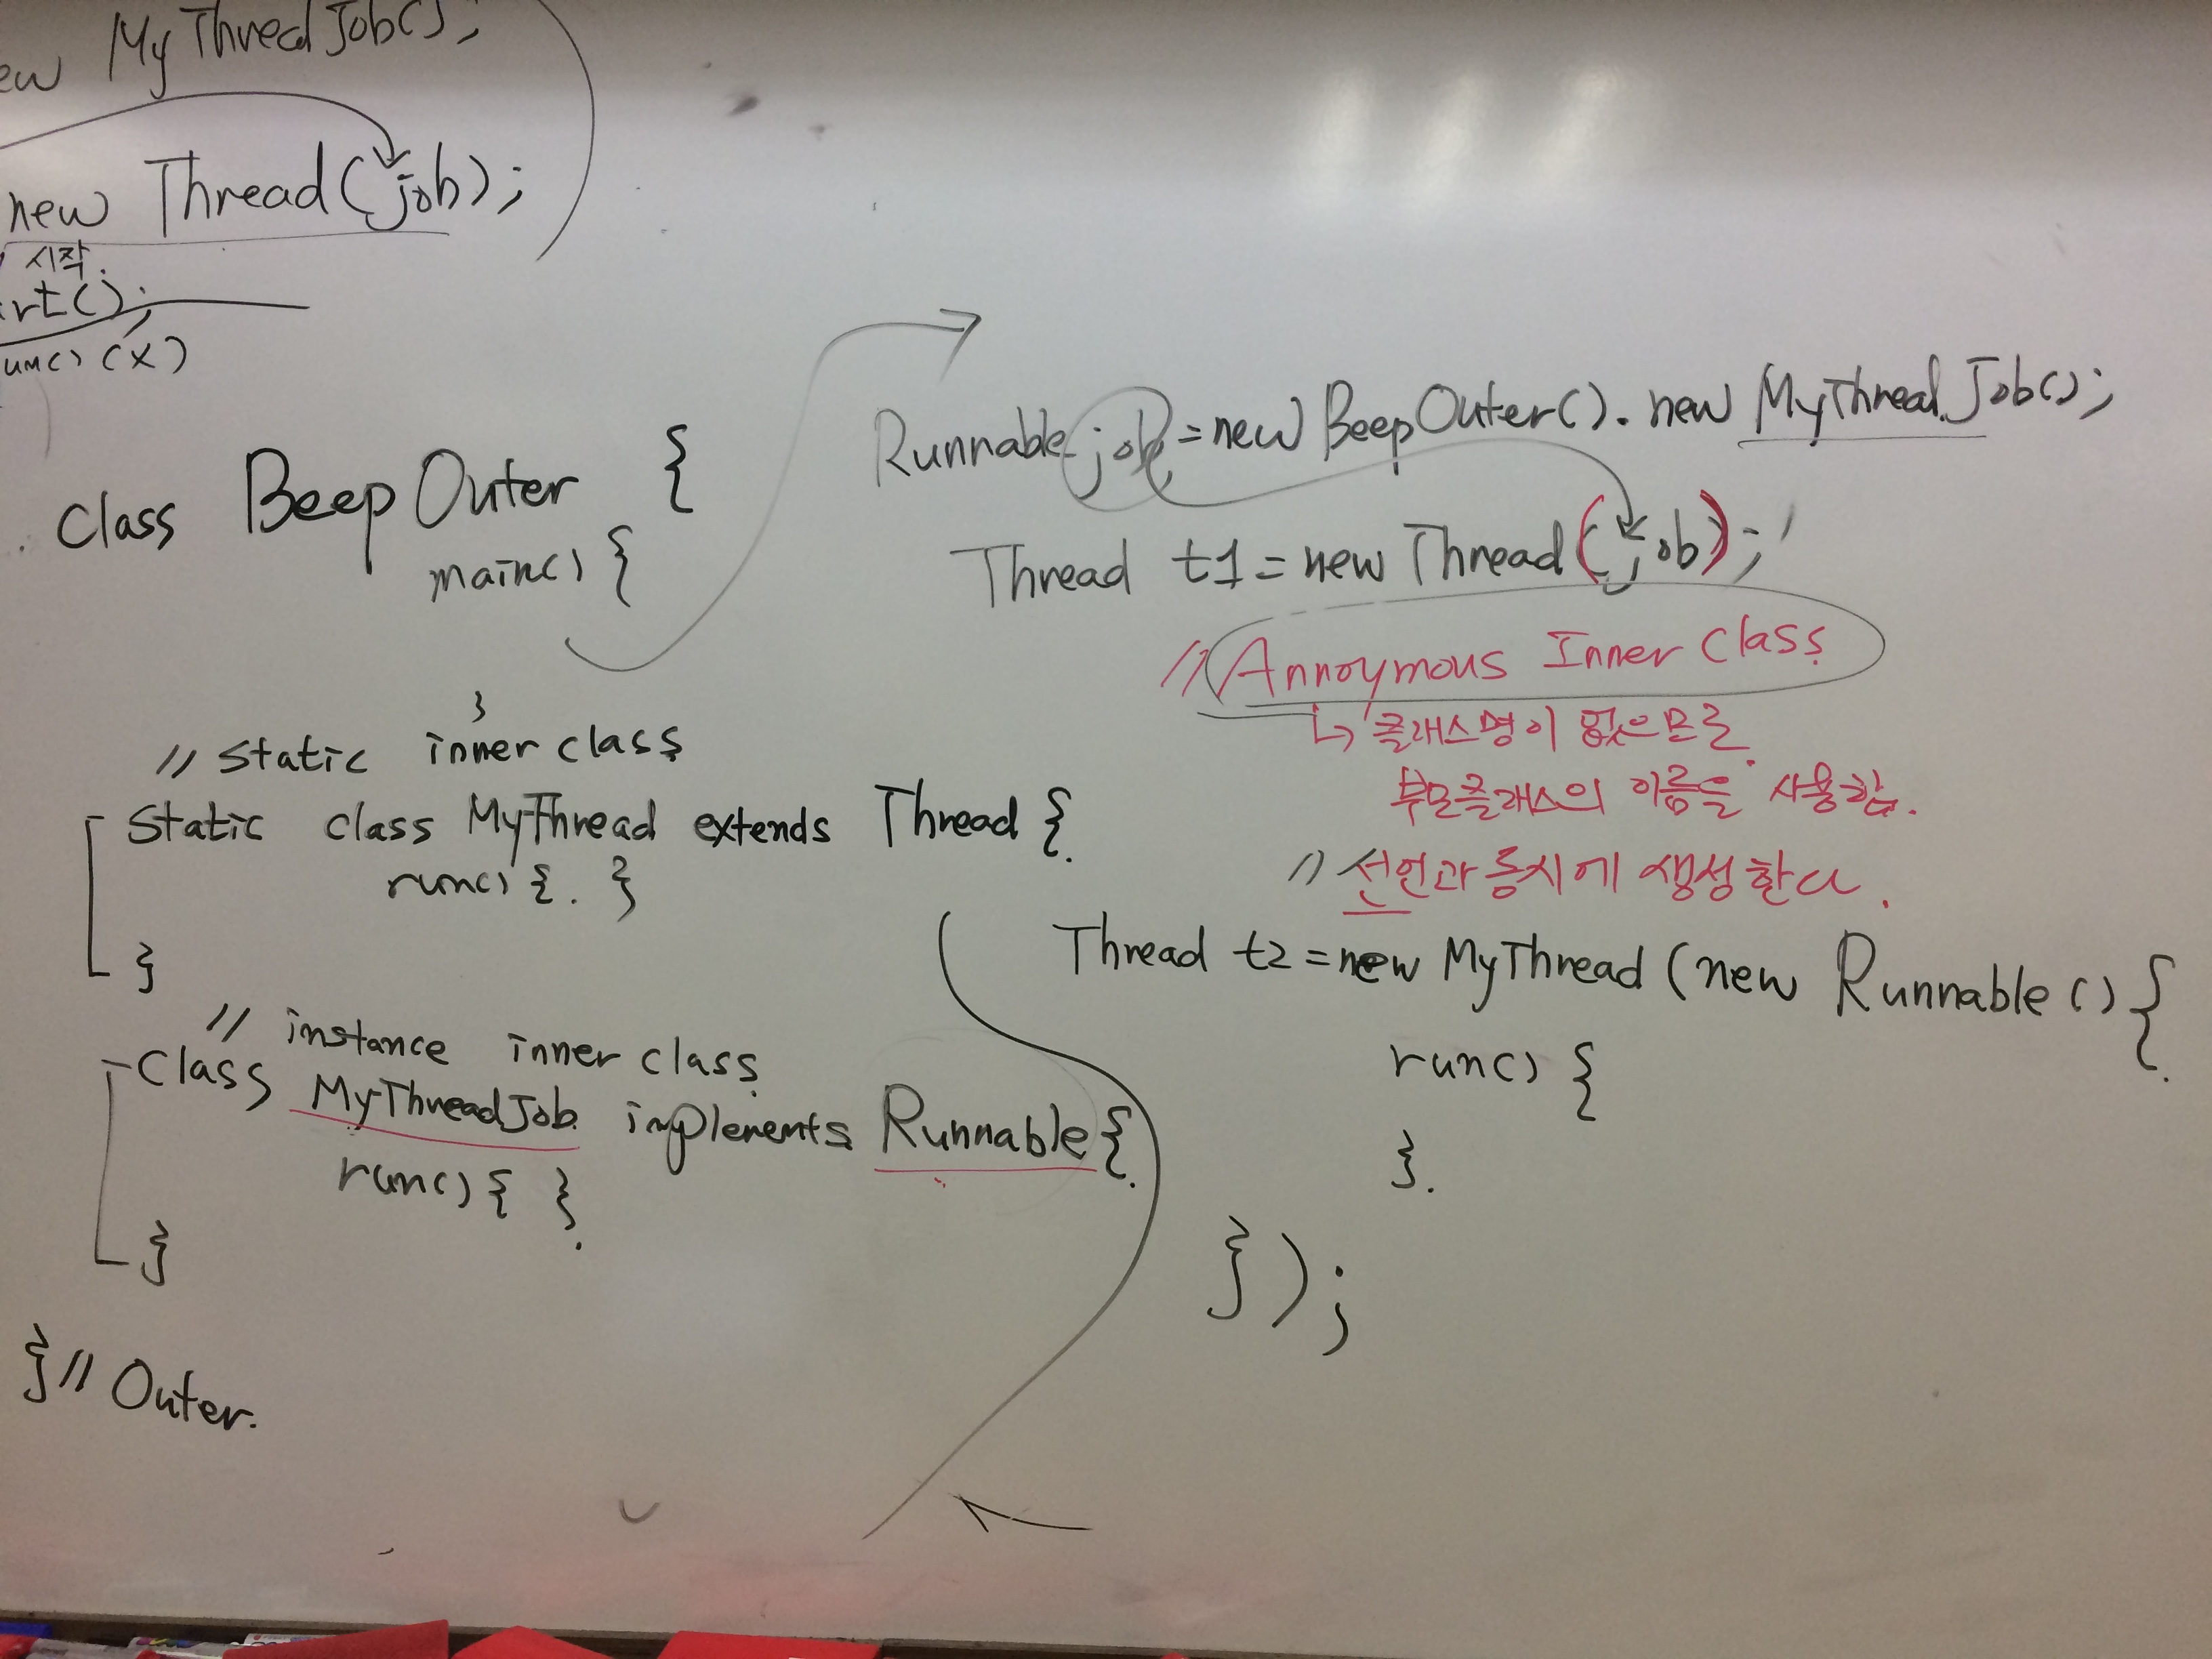 ew MyThreadJob();
new Thread(job);
시작.
rt();
un() (X)
class BeepOuter {
main() {
}
// static inner class
static class MyThread extends Thread {
run() { }
}
// instance inner class
class MyThreadJob implements Runnable {
run() { }
}
} // Outer.
Runnable job = new BeepOuter(). new MyThreadJob();
Thread t1 = new Thread(job);
// Annoymous Inner Class
↳ 클래스명이 없으므로
부모클래스의 이름을 사용함.
// 선언과 동시에 생성한다.
Thread t2 = new MyThread (new Runnable () {
run() {
}
});